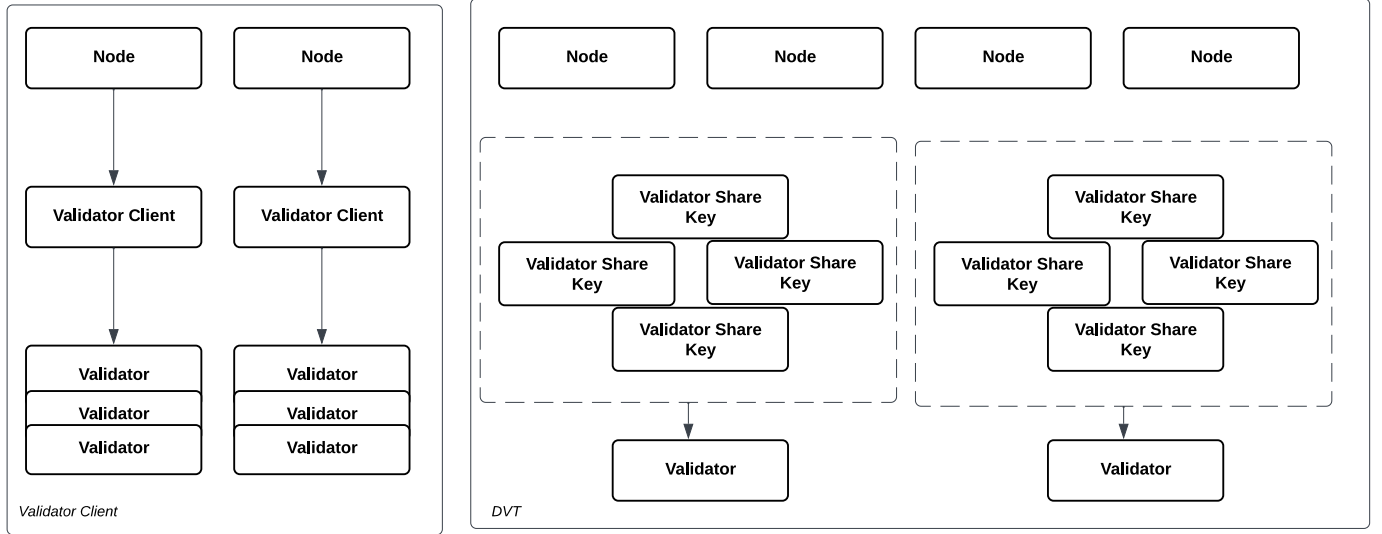 Node
Node
Validator Client
Validator Client
Validator
Validator
Validator
Validator
Validator
Validator
Validator Client
Node
Node
Node
Node
Validator Share
Key
Validator Share
Key
Validator Share
Key
Validator Share
Key
Validator
Validator Share
Key
Validator Share
Key
Validator Share
Key
Validator Share
Key
Validator
DVT